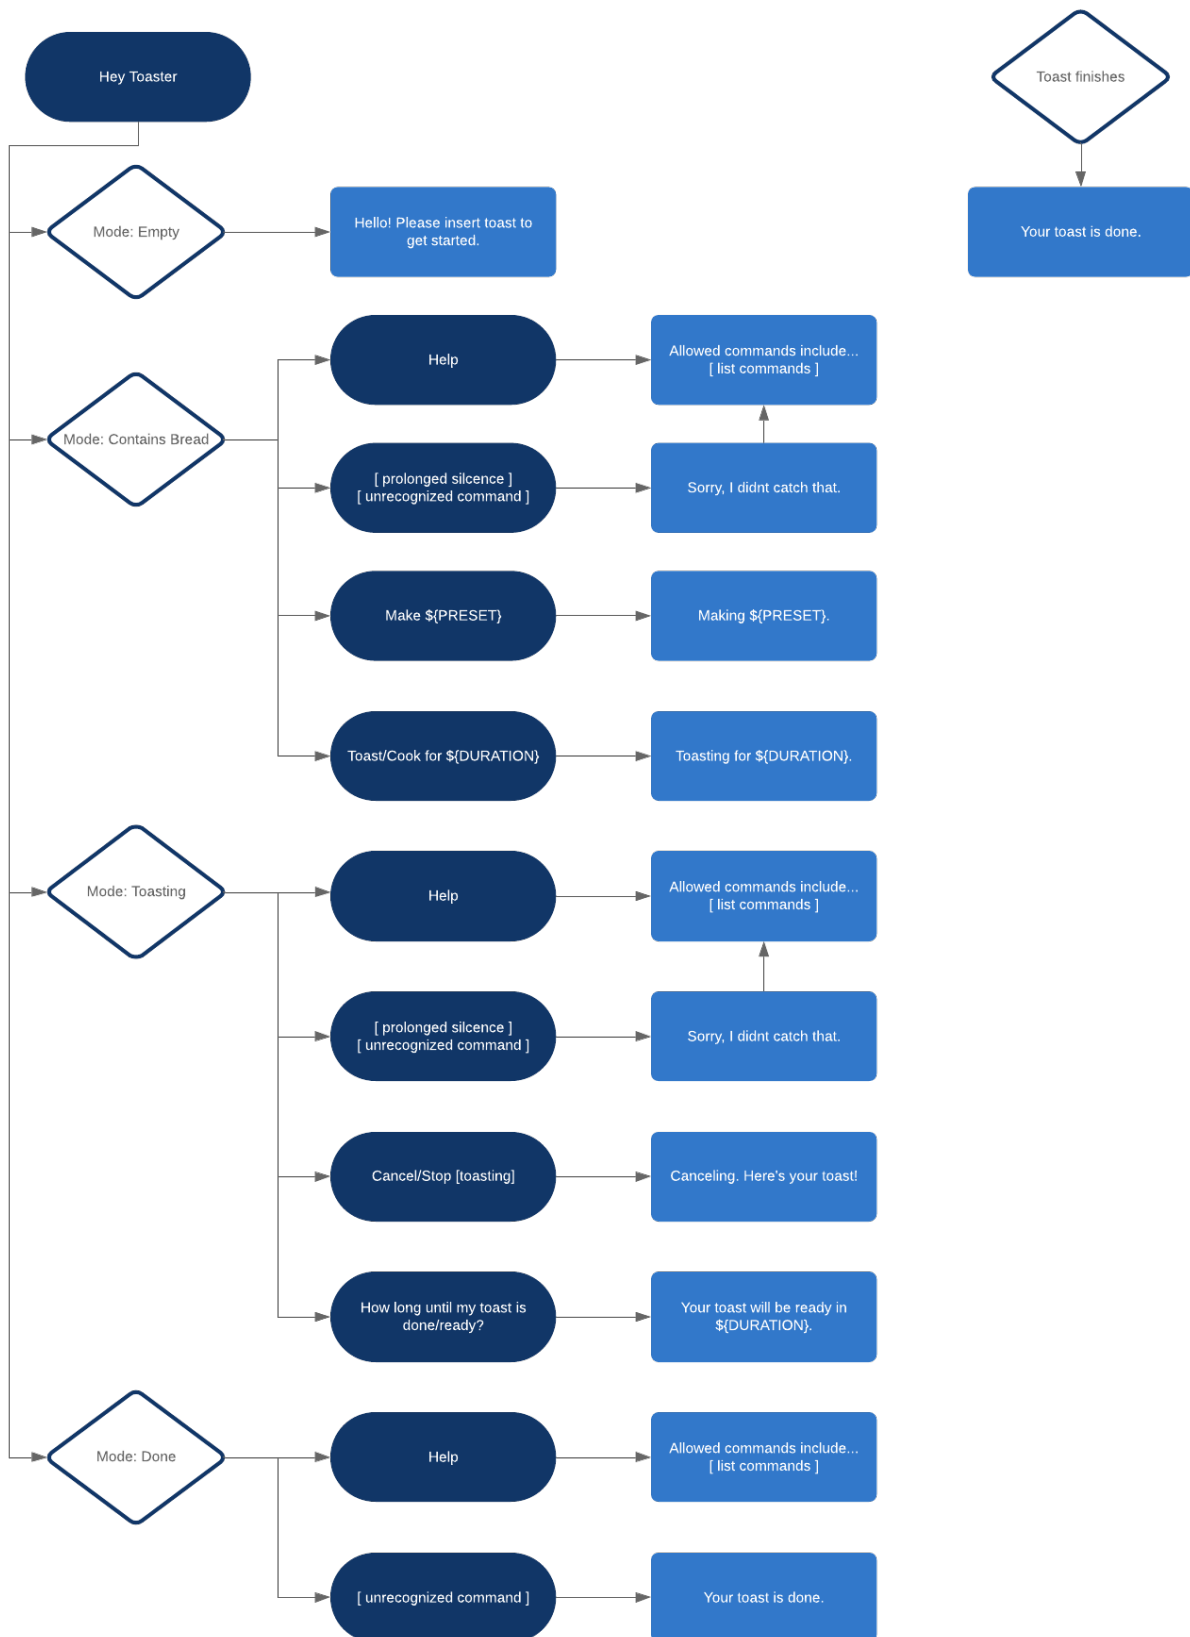 Hey Toaster
Toast finishes
Mode: Empty
Hello! Please insert toast to
get started.
Your toast is done.
Mode: Contains Bread
Help
Allowed commands include...
[ list commands ]
[ prolonged silcence ]
[ unrecognized command ]
Sorry, I didnt catch that.
Make ${PRESET}
Making ${PRESET}.
Toast/Cook for ${DURATION}
Toasting for ${DURATION}.
Mode: Toasting
Help
Allowed commands include...
[ list commands ]
[ prolonged silcence ]
[ unrecognized command ]
Sorry, I didnt catch that.
Cancel/Stop [toasting]
Canceling. Here's your toast!
How long until my toast is
done/ready?
Your toast will be ready in
${DURATION}.
Mode: Done
Help
Allowed commands include...
[ list commands ]
[ unrecognized command ]
Your toast is done.